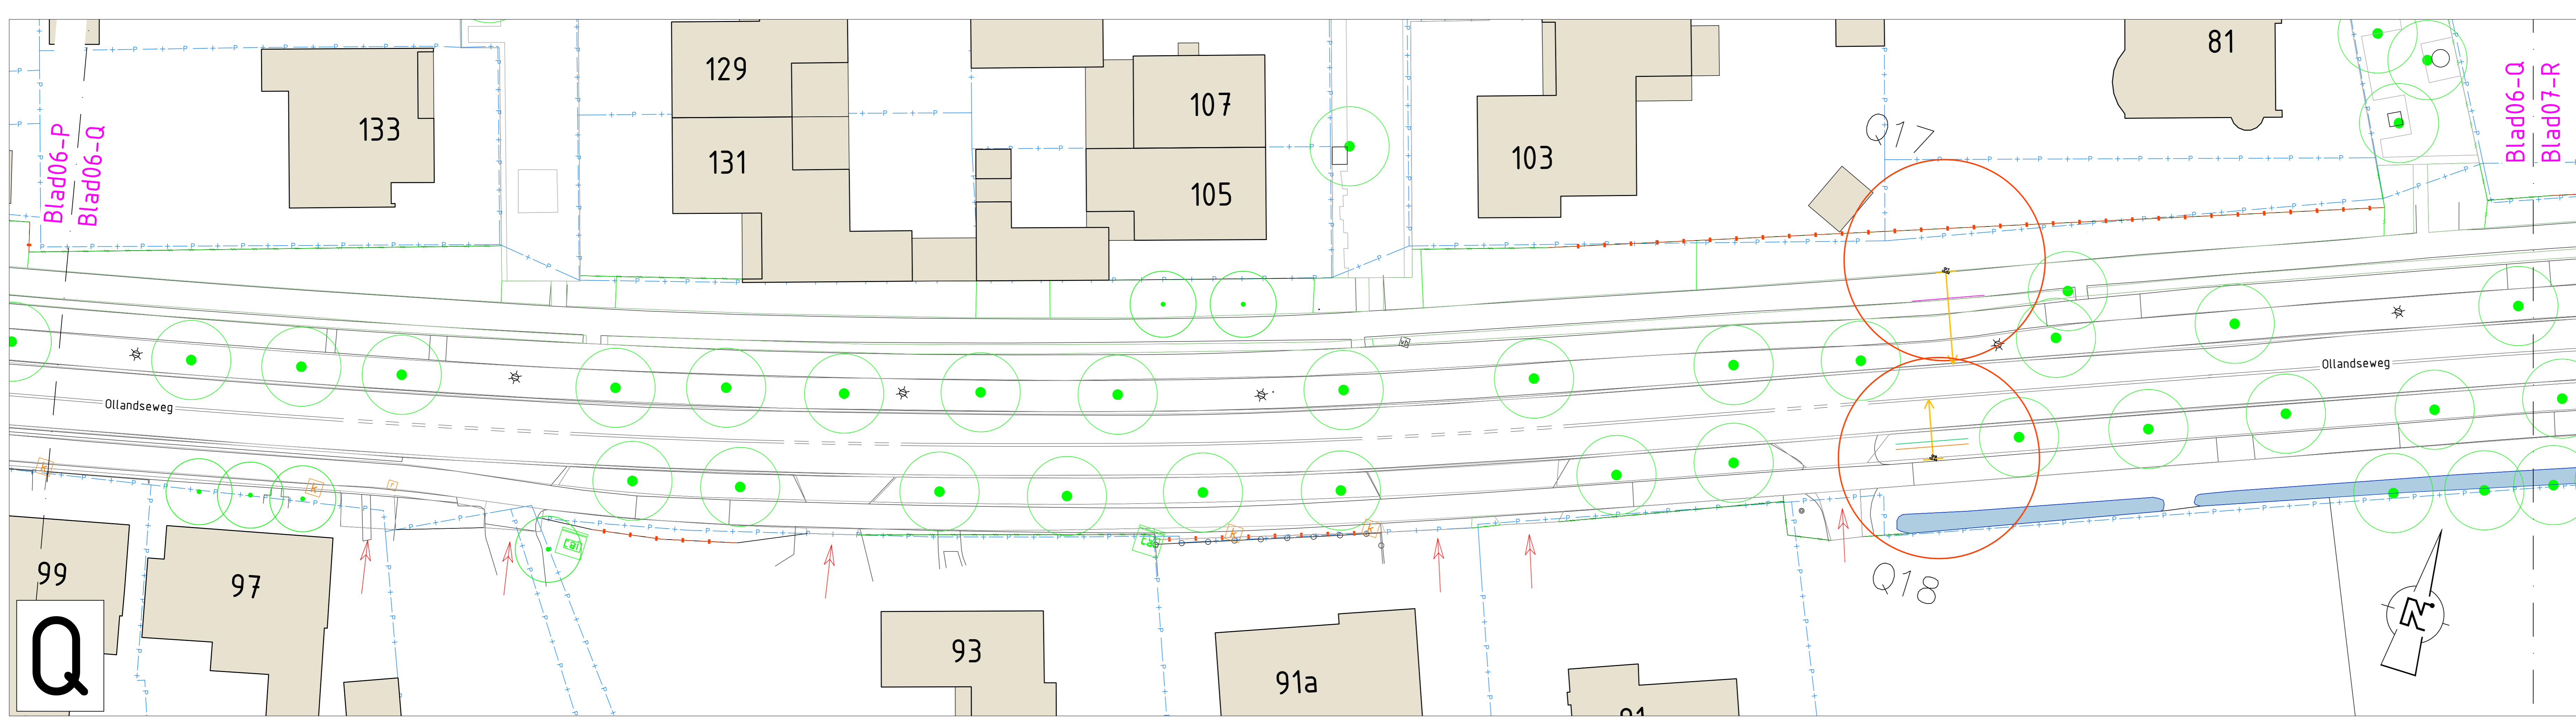 129
107
81
133
131
103
105
Q17
Blad06-P
Blad06-Q
Blad06-Q
Blad07-R
Ollandseweg
Ollandseweg
99
97
Q18
93
91a
91
Q